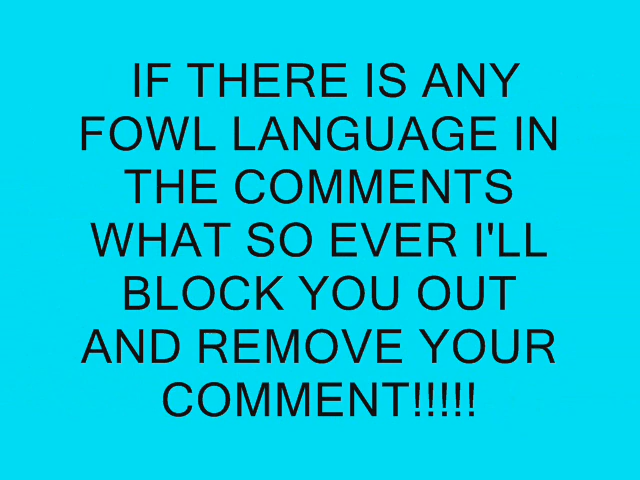 IF THERE IS ANY
FOWL LANGUAGE IN
THE COMMENTS
WHAT SO EVER I'LL
BLOCK YOU OUT
AND REMOVE YOUR
COMMENT!!!!!